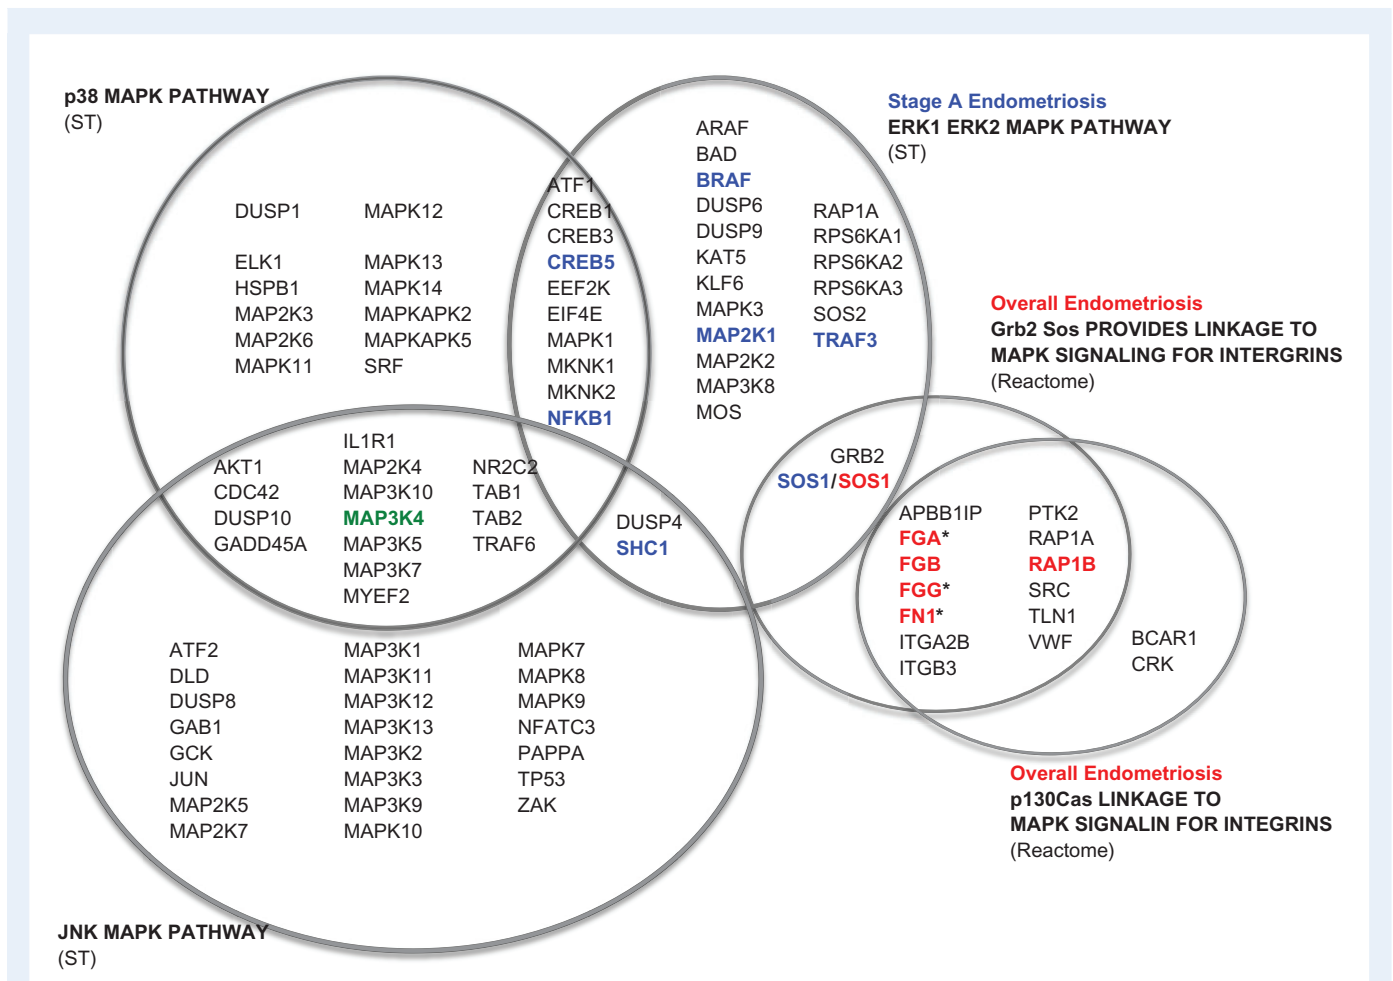 p38 MAPK PATHWAY
(ST)
Stage A Endometriosis
ERK1 ERK2 MAPK PATHWAY
(ST)
DUSP1
ELK1
HSPB1
MAP2K3
MAP2K6
MAPK11
MAPK12
MAPK13
MAPK14
MAPKAPK2
MAPKAPK5
SRF
ATF1
CREB1
CREB3
CREB5
EEF2K
EIF4E
MAPK1
MKNK1
MKNK2
NFKB1
ARAF
BAD
BRAF
DUSP6
DUSP9
KAT5
KLF6
MAPK3
MAP2K1
MAP2K2
MAP3K8
MOS
RAP1A
RPS6KA1
RPS6KA2
RPS6KA3
SOS2
TRAF3
Overall Endometriosis
Grb2 Sos PROVIDES LINKAGE TO
MAPK SIGNALING FOR INTERGRINS
(Reactome)
AKT1
CDC42
DUSP10
GADD45A
IL1R1
MAP2K4
MAP3K10
MAP3K4
MAP3K5
MAP3K7
MYEF2
NR2C2
TAB1
TAB2
TRAF6
DUSP4
SHC1
GRB2
SOS1/SOS1
APBB1IP
FGA*
FGB
FGG*
FN1*
ITGA2B
ITGB3
PTK2
RAP1A
RAP1B
SRC
TLN1
VWF
BCAR1
CRK
ATF2
DLD
DUSP8
GAB1
GCK
JUN
MAP2K5
MAP2K7
MAP3K1
MAP3K11
MAP3K12
MAP3K13
MAP3K2
MAP3K3
MAP3K9
MAPK10
MAPK7
MAPK8
MAPK9
NFATC3
PAPPA
TP53
ZAK
Overall Endometriosis
p130Cas LINKAGE TO
MAPK SIGNALIN FOR INTEGRINS
(Reactome)
JNK MAPK PATHWAY
(ST)